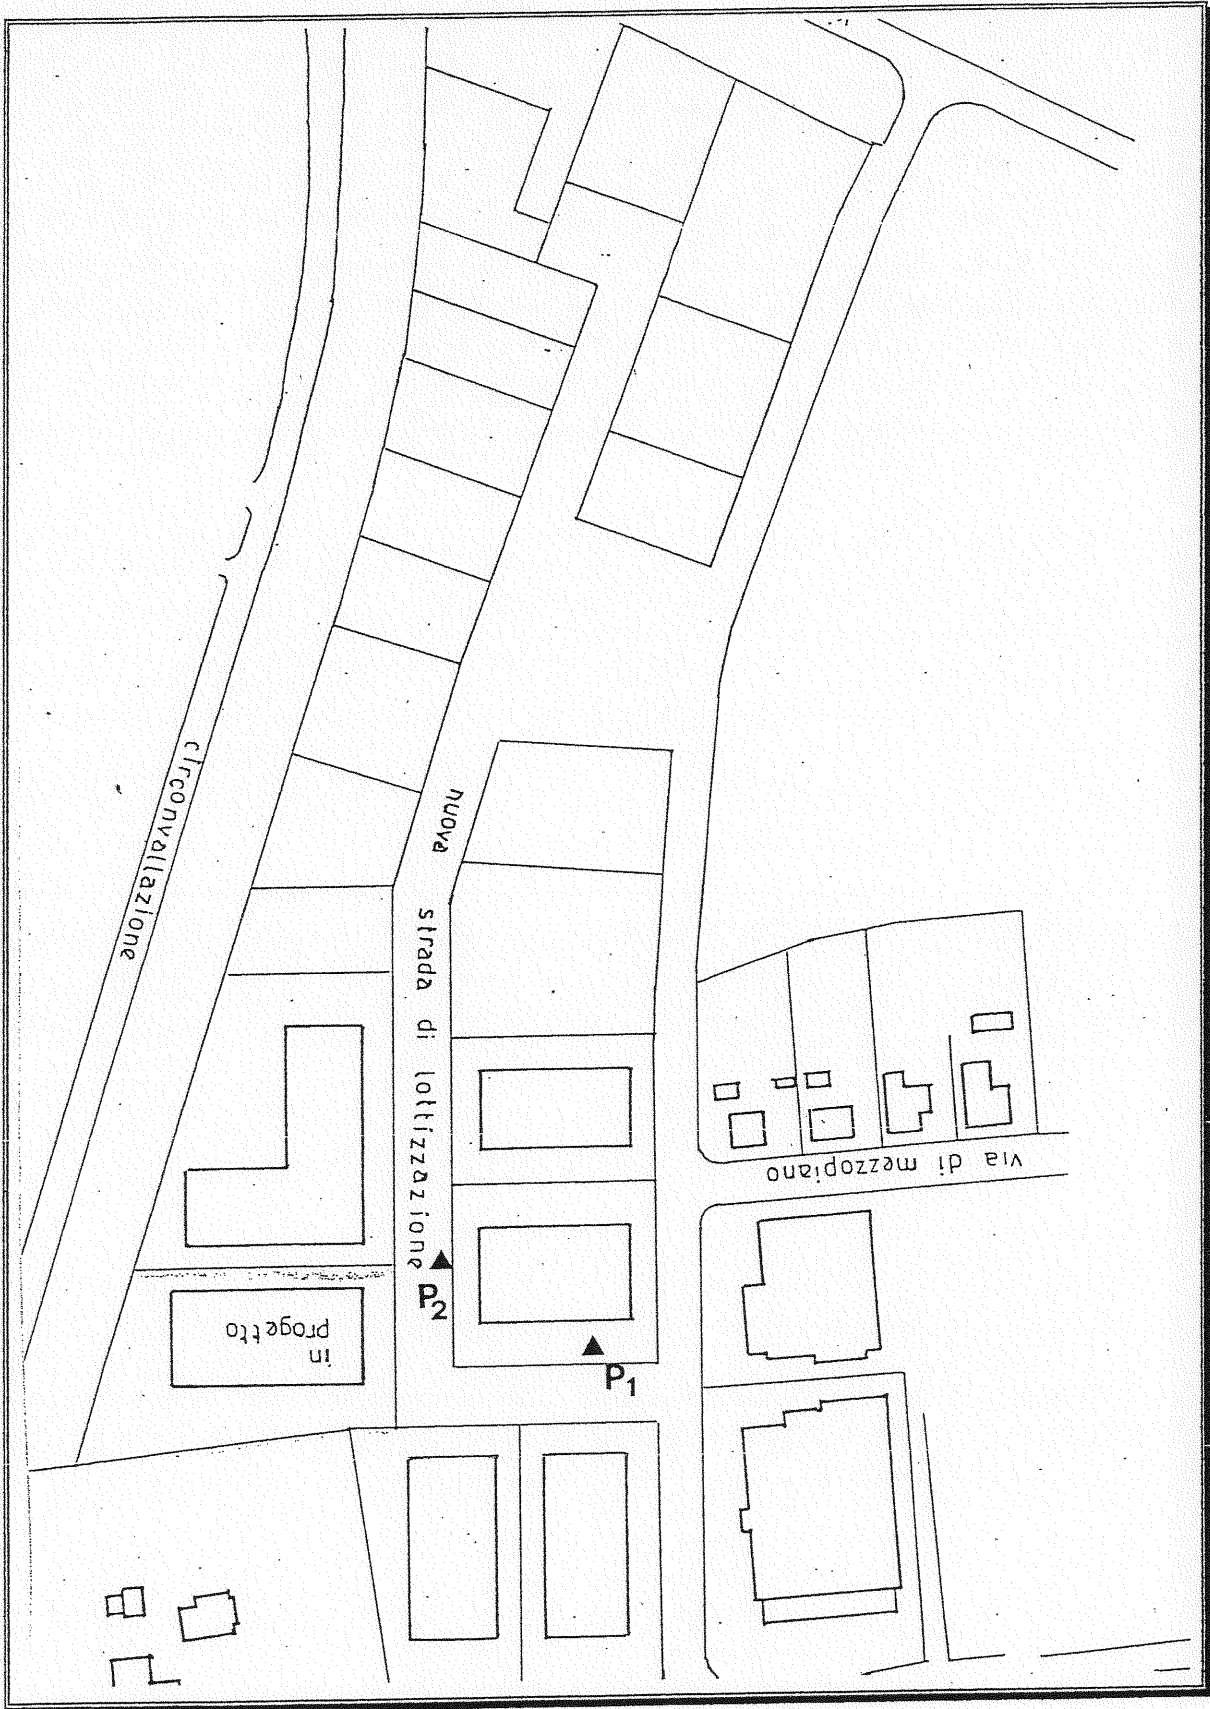 circonvallazione
nuova
strada di lottizzazione
via di mezzopiano
P2
in
progetto
P1